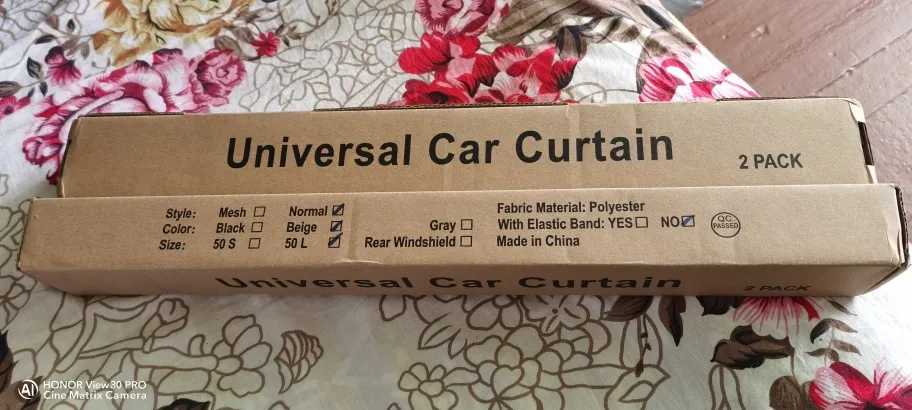 Universal Car Curtain 2 PACK
Style: Mesh ☐ Normal ☑ Fabric Material: Polyester
Color: Black ☐ Beige ☑ Gray ☐ With Elastic Band: YES ☐ NO ☑
Size: 50 S ☐ 50 L ☑ Rear Windshield ☐ Made in China
QC
PASSED
Universal Car Curtain 2 PACK
AI HONOR View30 PRO
Cine Matrix Camera